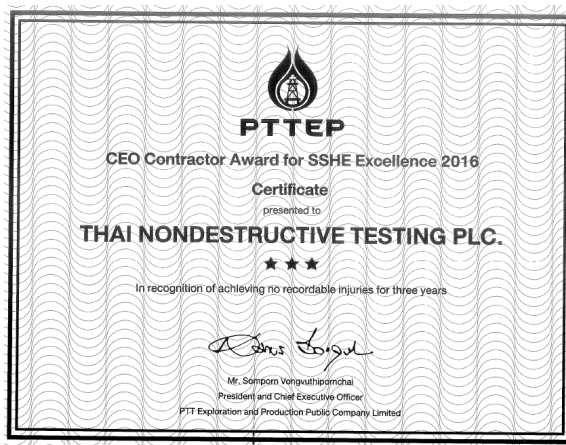 PTTEP
CEO Contractor Award for SSHE Excellence 2016
Certificate
presented to
THAI NONDESTRUCTIVE TESTING PLC.
In recognition of achieving no recordable injuries for three years
Mr. Somporn Vongvuthipornchai
President and Chief Executive Officer
PTT Exploration and Production Public Company Limited